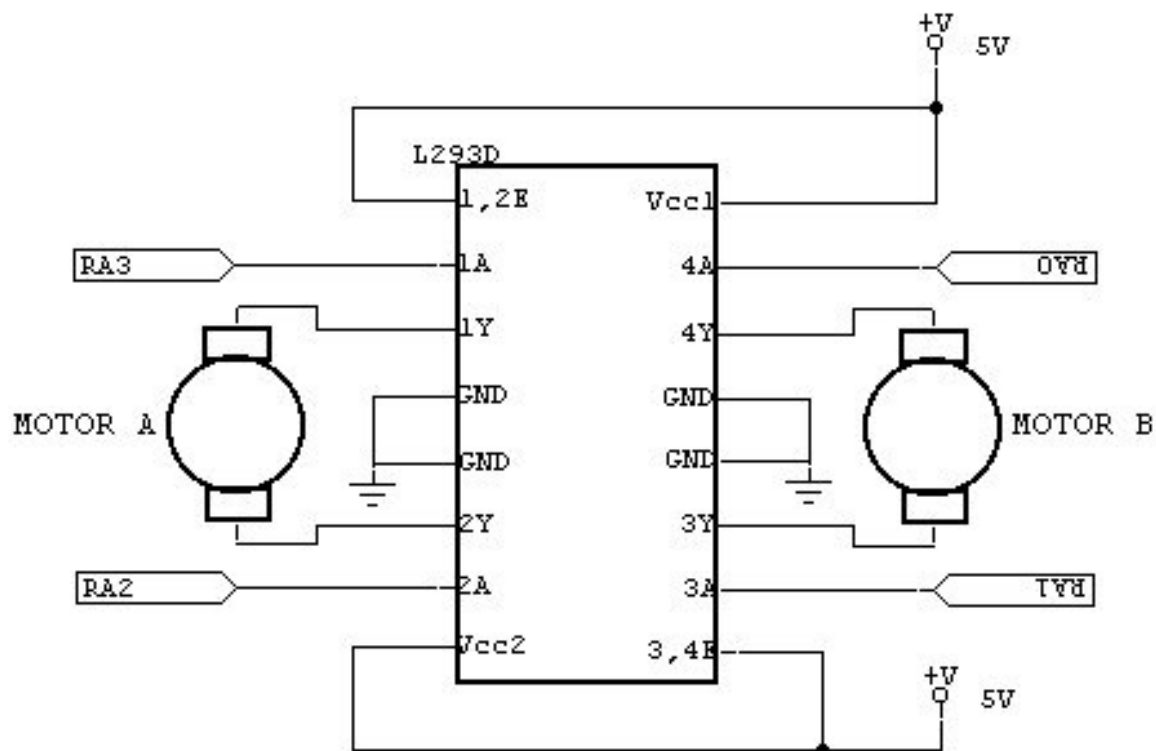 +V
5V
L293D
1,2E
Vcc1
RA3
1A
4A
RA0
1Y
4Y
GND
GND
MOTOR A
MOTOR B
GND
GND
2Y
3Y
RA2
2A
3A
RA1
Vcc2
3,4E
+V
5V